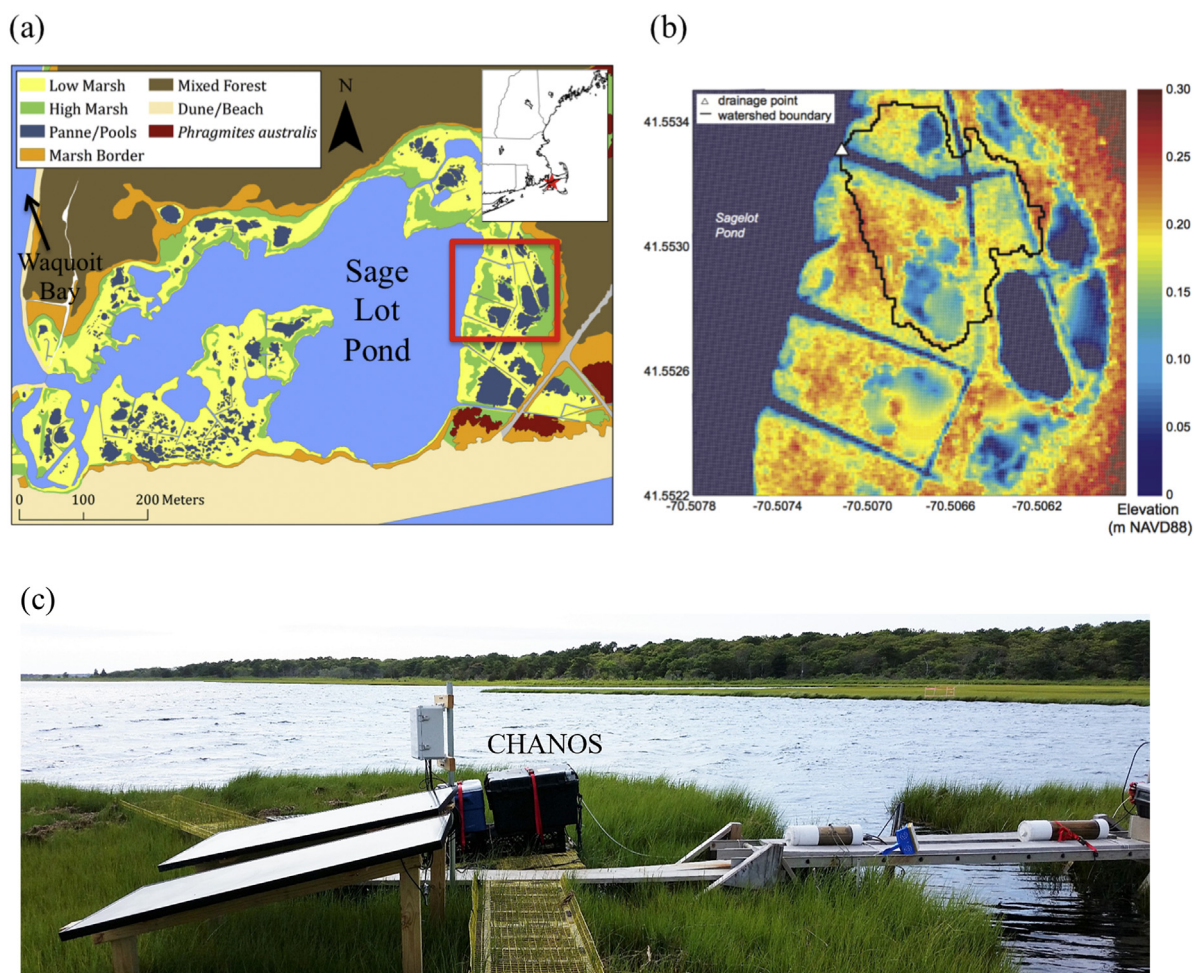 (a)
Low Marsh
Mixed Forest
High Marsh
Dune/Beach
Panne/Pools
Phragmites australis
Marsh Border
N
Waquoit
Bay
Sage
Lot
Pond
0 100 200 Meters
(b)
drainage point
watershed boundary
41.5534
41.5530
41.5526
41.5522
Sagelot
Pond
-70.5078 -70.5074 -70.5070 -70.5066 -70.5062
0.30
0.25
0.20
0.15
0.10
0.05
0
Elevation
(m NAVD88)
(c)
CHANOS